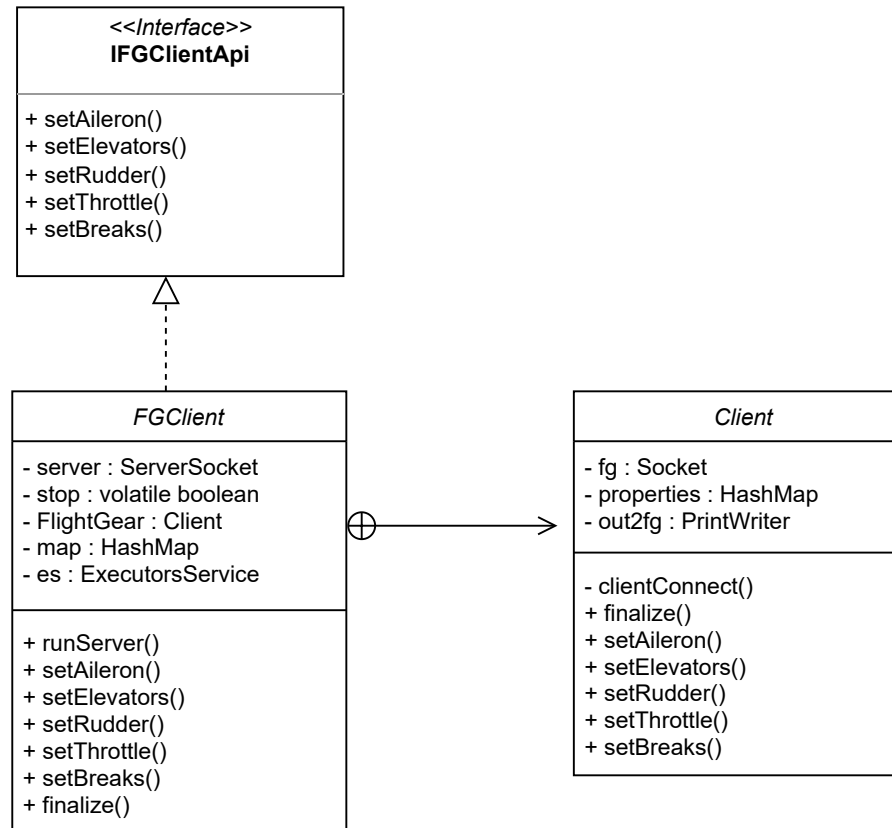 <<Interface>>
IFGClientApi
+ setAileron()
+ setElevators()
+ setRudder()
+ setThrottle()
+ setBreaks()
FGClient
- server : ServerSocket
- stop : volatile boolean
- FlightGear : Client
- map : HashMap
- es : ExecutorsService
+ runServer()
+ setAileron()
+ setElevators()
+ setRudder()
+ setThrottle()
+ setBreaks()
+ finalize()
Client
- fg : Socket
- properties : HashMap
- out2fg : PrintWriter
- clientConnect()
+ finalize()
+ setAileron()
+ setElevators()
+ setRudder()
+ setThrottle()
+ setBreaks()